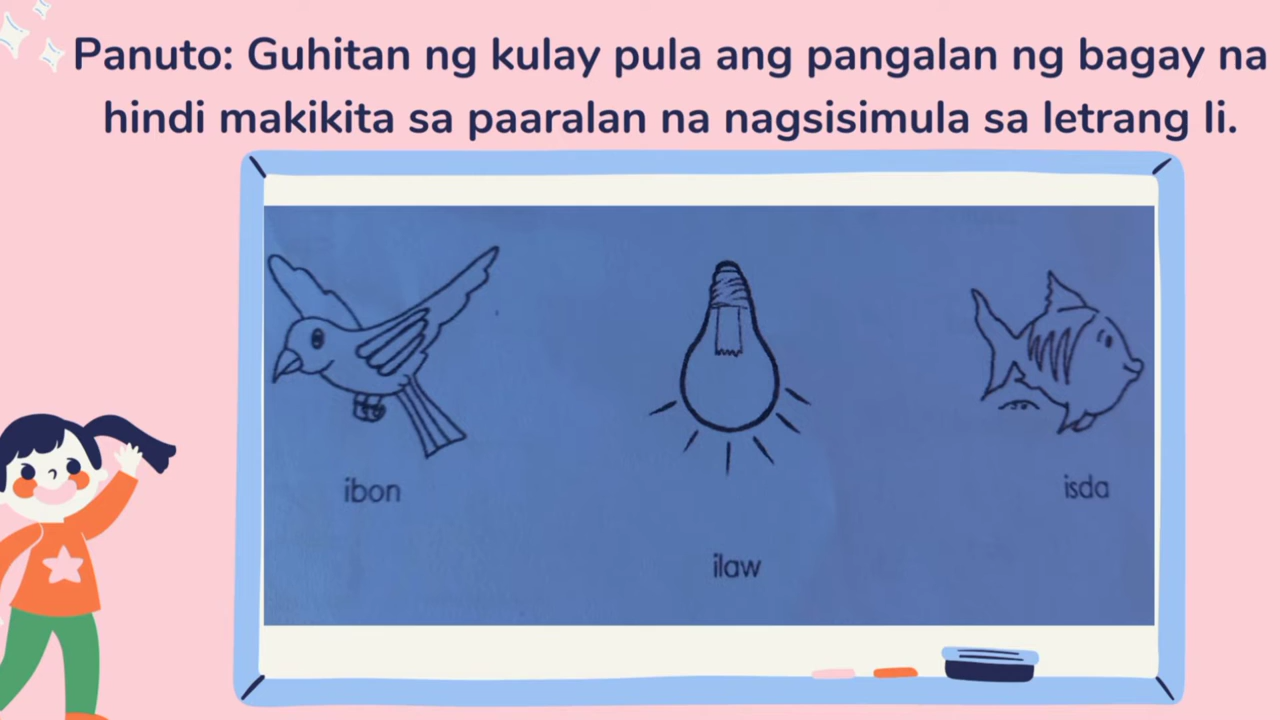 Panuto: Guhitan ng kulay pula ang pangalan ng bagay na
hindi makikita sa paaralan na nagsisimula sa letrang Ii.
ibon
isda
ilaw